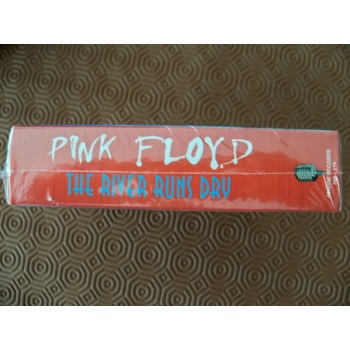 PINK FLOYD
THE RIVER RUNS DRY